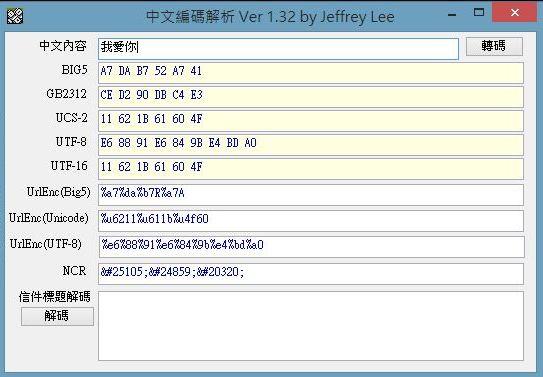 中文編碼解析 Ver 1.32 by Jeffrey Lee
中文內容 我愛你 轉碼
BIG5 A7 DA B7 52 A7 41
GB2312 CE D2 90 DB C4 E3
UCS-2 11 62 1B 61 60 4F
UTF-8 E6 88 91 E6 84 9B E4 BD A0
UTF-16 11 62 1B 61 60 4F
UrlEnc(Big5) %a7%da%b7R%a7A
UrlEnc(Unicode) %u6211%u611b%u4f60
UrlEnc(UTF-8) %e6%88%91%e6%84%9b%e4%bd%a0
NCR &#25105;&#24859;&#20320;
信件標題解碼
解碼